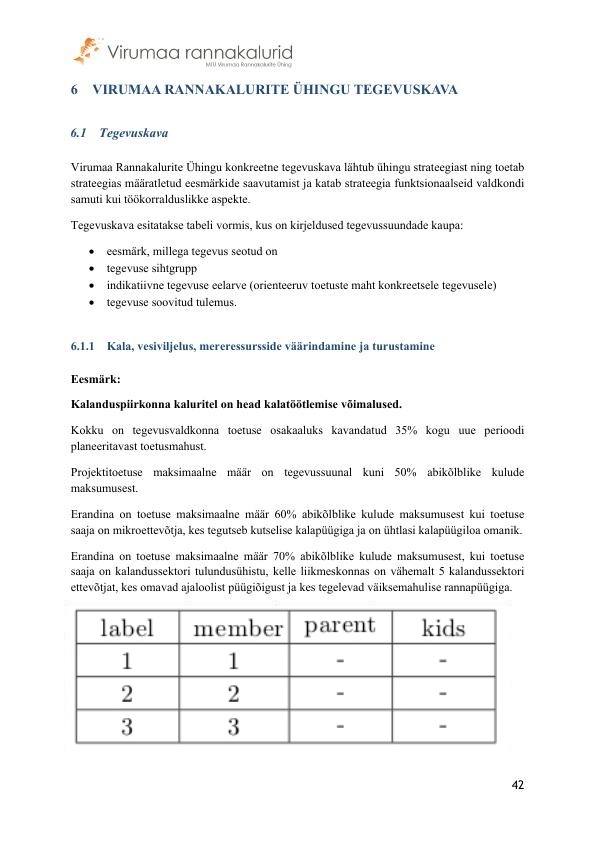 Virumaa rannakalurid
MTÜ Virumaa Rannakalurite Ühing
6 VIRUMAA RANNAKALURITE ÜHINGU TEGEVUSKAVA
6.1 Tegevuskava
Virumaa Rannakalurite Ühingu konkreetne tegevuskava lähtub ühingu strateegiast ning toetab
strateegias määratletud eesmärkide saavutamist ja katab strateegia funktsionaalseid valdkondi
samuti kui töökorralduslikke aspekte.
Tegevuskava esitatakse tabeli vormis, kus on kirjeldused tegevussuundade kaupa:
• eesmärk, millega tegevus seotud on
• tegevuse sihtgrupp
• indikatiivne tegevuse eelarve (orienteeruv toetuste maht konkreetsele tegevusele)
• tegevuse soovitud tulemus.
6.1.1 Kala, vesiviljelus, mereressursside väärindamine ja turustamine
Eesmärk:
Kalanduspiirkonna kaluritel on head kalatöötlemise võimalused.
Kokku on tegevusvaldkonna toetuse osakaaluks kavandatud 35% kogu uue perioodi
planeeritavast toetusmahust.
Projektitoetuse maksimaalne määr on tegevussuunal kuni 50% abikõlblike kulude
maksumusest.
Erandina on toetuse maksimaalne määr 60% abikõlblike kulude maksumusest kui toetuse
saaja on mikroettevõtja, kes tegutseb kutselise kalapüügiga ja on ühtlasi kalapüügiloa omanik.
Erandina on toetuse maksimaalne määr 70% abikõlblike kulude maksumusest, kui toetuse
saaja on kalandussektori tulundusühistu, kelle liikmeskonnas on vähemalt 5 kalandussektori
ettevõtjat, kes omavad ajaloolist püügiõigust ja kes tegelevad väiksemahulise rannapüügiga.
label member parent kids
1 1 - -
2 2 - -
3 3 - -
42